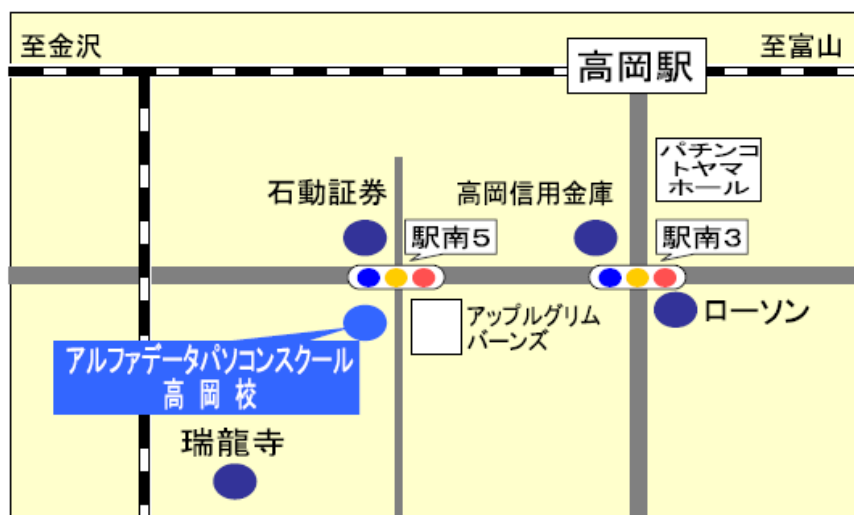 至金沢
高岡駅
至富山
パチンコ
トヤマ
ホール
石動証券
高岡信用金庫
駅南5
駅南3
アップルグリム
バーンズ
ローソン
アルファデータパソコンスクール
高岡校
瑞龍寺